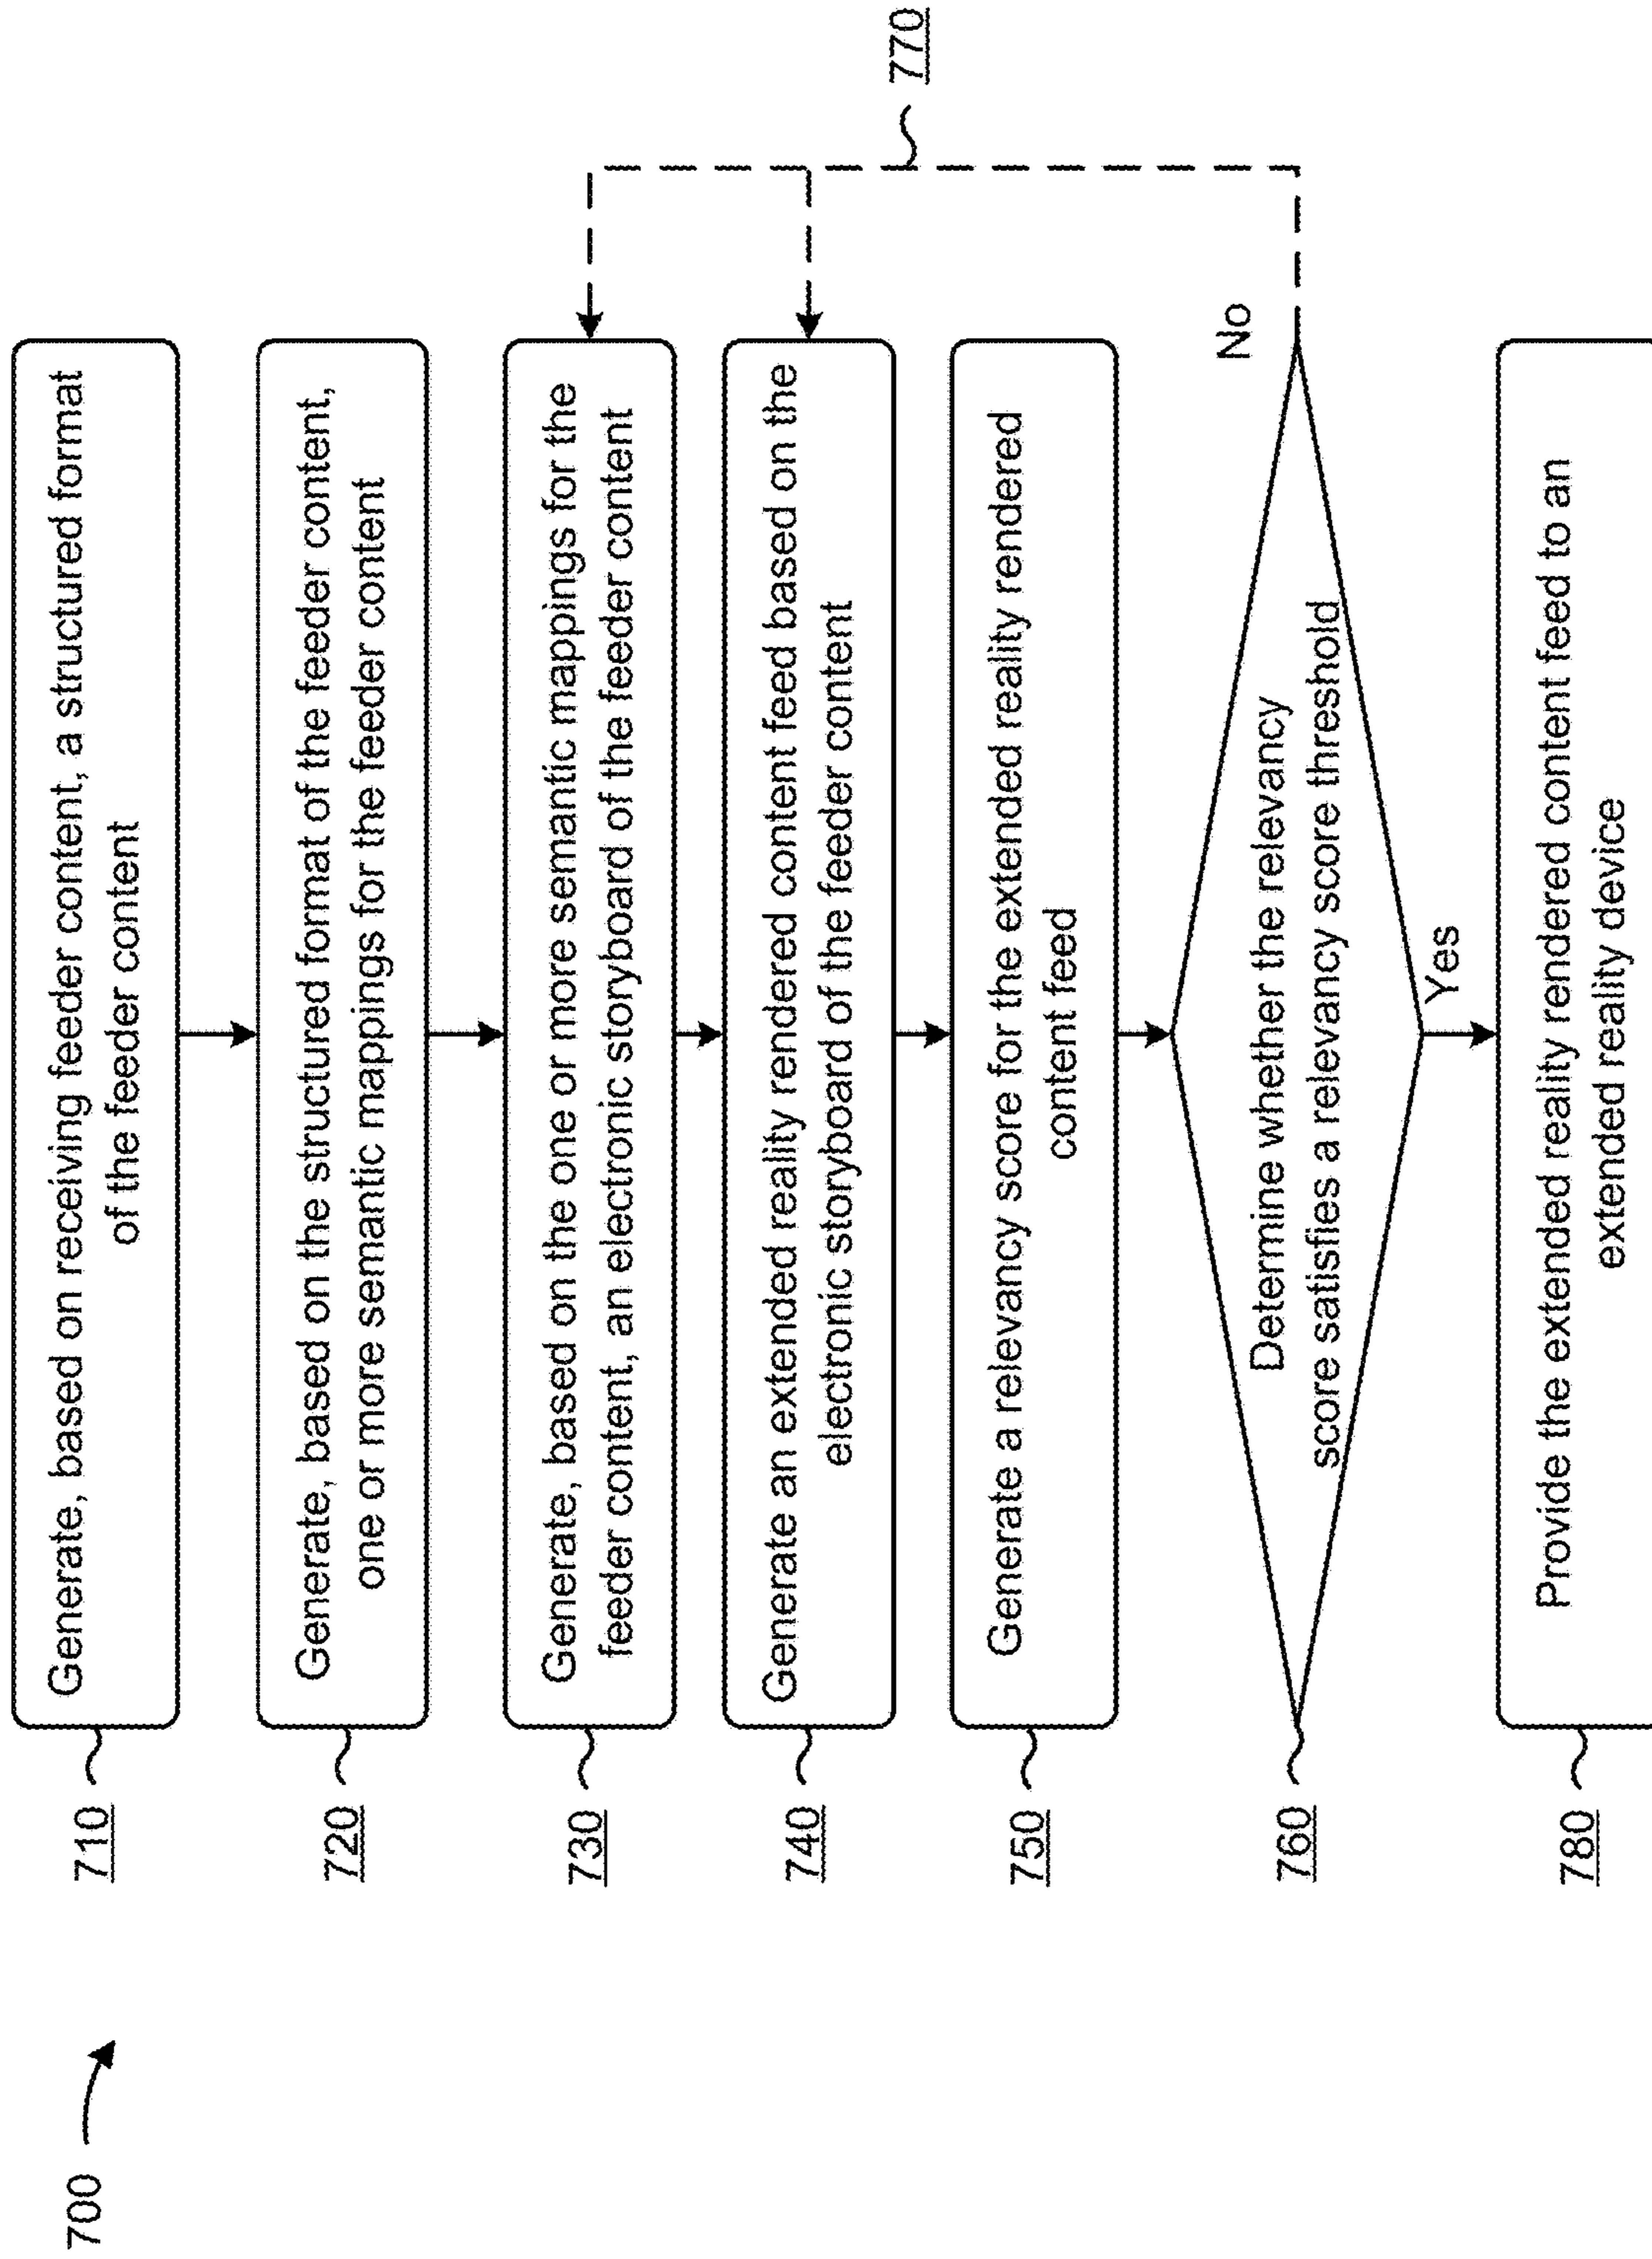 700
710
Generate, based on receiving feeder content, a structured format
of the feeder content
720
Generate, based on the structured format of the feeder content,
one or more semantic mappings for the feeder content
730
Generate, based on the one or more semantic mappings for the
feeder content, an electronic storyboard of the feeder content
740
Generate an extended reality rendered content feed based on the
electronic storyboard of the feeder content
750
Generate a relevancy score for the extended reality rendered
content feed
760
Determine whether the relevancy
score satisfies a relevancy score threshold
No
770
Yes
780
Provide the extended reality rendered content feed to an
extended reality device